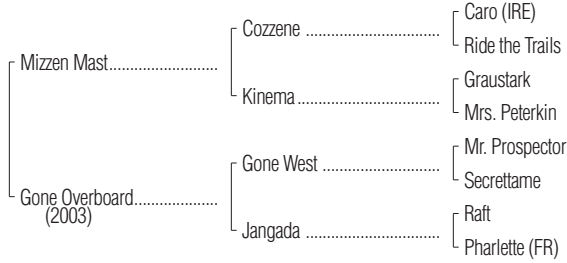 Caro (IRE)
Cozzene ..............................
Ride the Trails
Mizzen Mast........................
Graustark
Kinema................................
Mrs. Peterkin
Mr. Prospector
Gone West ..........................
Secrettame
Gone Overboard..................
(2003)
Raft
Jangada ..............................
Pharlette (FR)